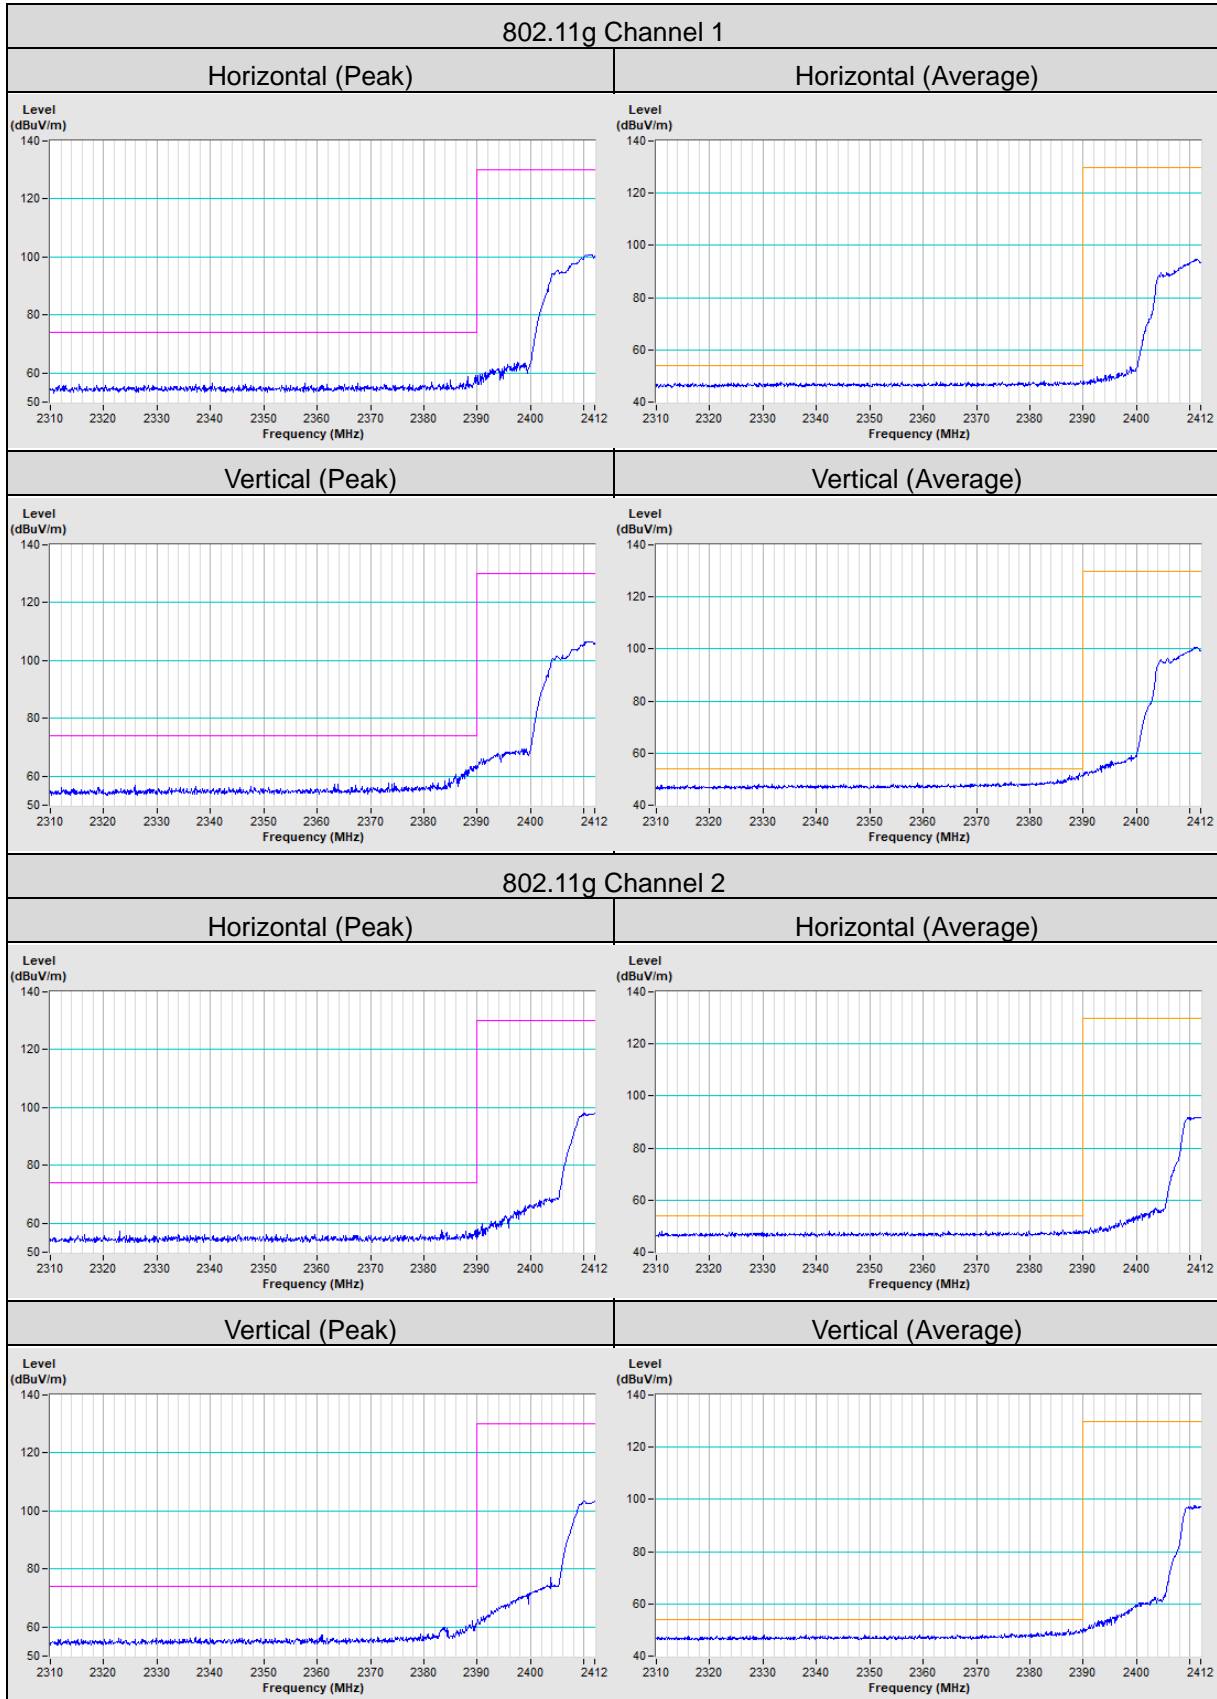 802.11g Channel 1
Horizontal (Peak)
Horizontal (Average)
Level
(dBuV/m)
140
120
100
80
60
50
2310 2320 2330 2340 2350 2360 2370 2380 2390 2400 2412
Frequency (MHz)
Level
(dBuV/m)
140
120
100
80
60
40
2310 2320 2330 2340 2350 2360 2370 2380 2390 2400 2412
Frequency (MHz)
Vertical (Peak)
Vertical (Average)
Level
(dBuV/m)
140
120
100
80
60
50
2310 2320 2330 2340 2350 2360 2370 2380 2390 2400 2412
Frequency (MHz)
Level
(dBuV/m)
140
120
100
80
60
40
2310 2320 2330 2340 2350 2360 2370 2380 2390 2400 2412
Frequency (MHz)
802.11g Channel 2
Horizontal (Peak)
Horizontal (Average)
Level
(dBuV/m)
140
120
100
80
60
50
2310 2320 2330 2340 2350 2360 2370 2380 2390 2400 2412
Frequency (MHz)
Level
(dBuV/m)
140
120
100
80
60
40
2310 2320 2330 2340 2350 2360 2370 2380 2390 2400 2412
Frequency (MHz)
Vertical (Peak)
Vertical (Average)
Level
(dBuV/m)
140
120
100
80
60
50
2310 2320 2330 2340 2350 2360 2370 2380 2390 2400 2412
Frequency (MHz)
Level
(dBuV/m)
140
120
100
80
60
40
2310 2320 2330 2340 2350 2360 2370 2380 2390 2400 2412
Frequency (MHz)